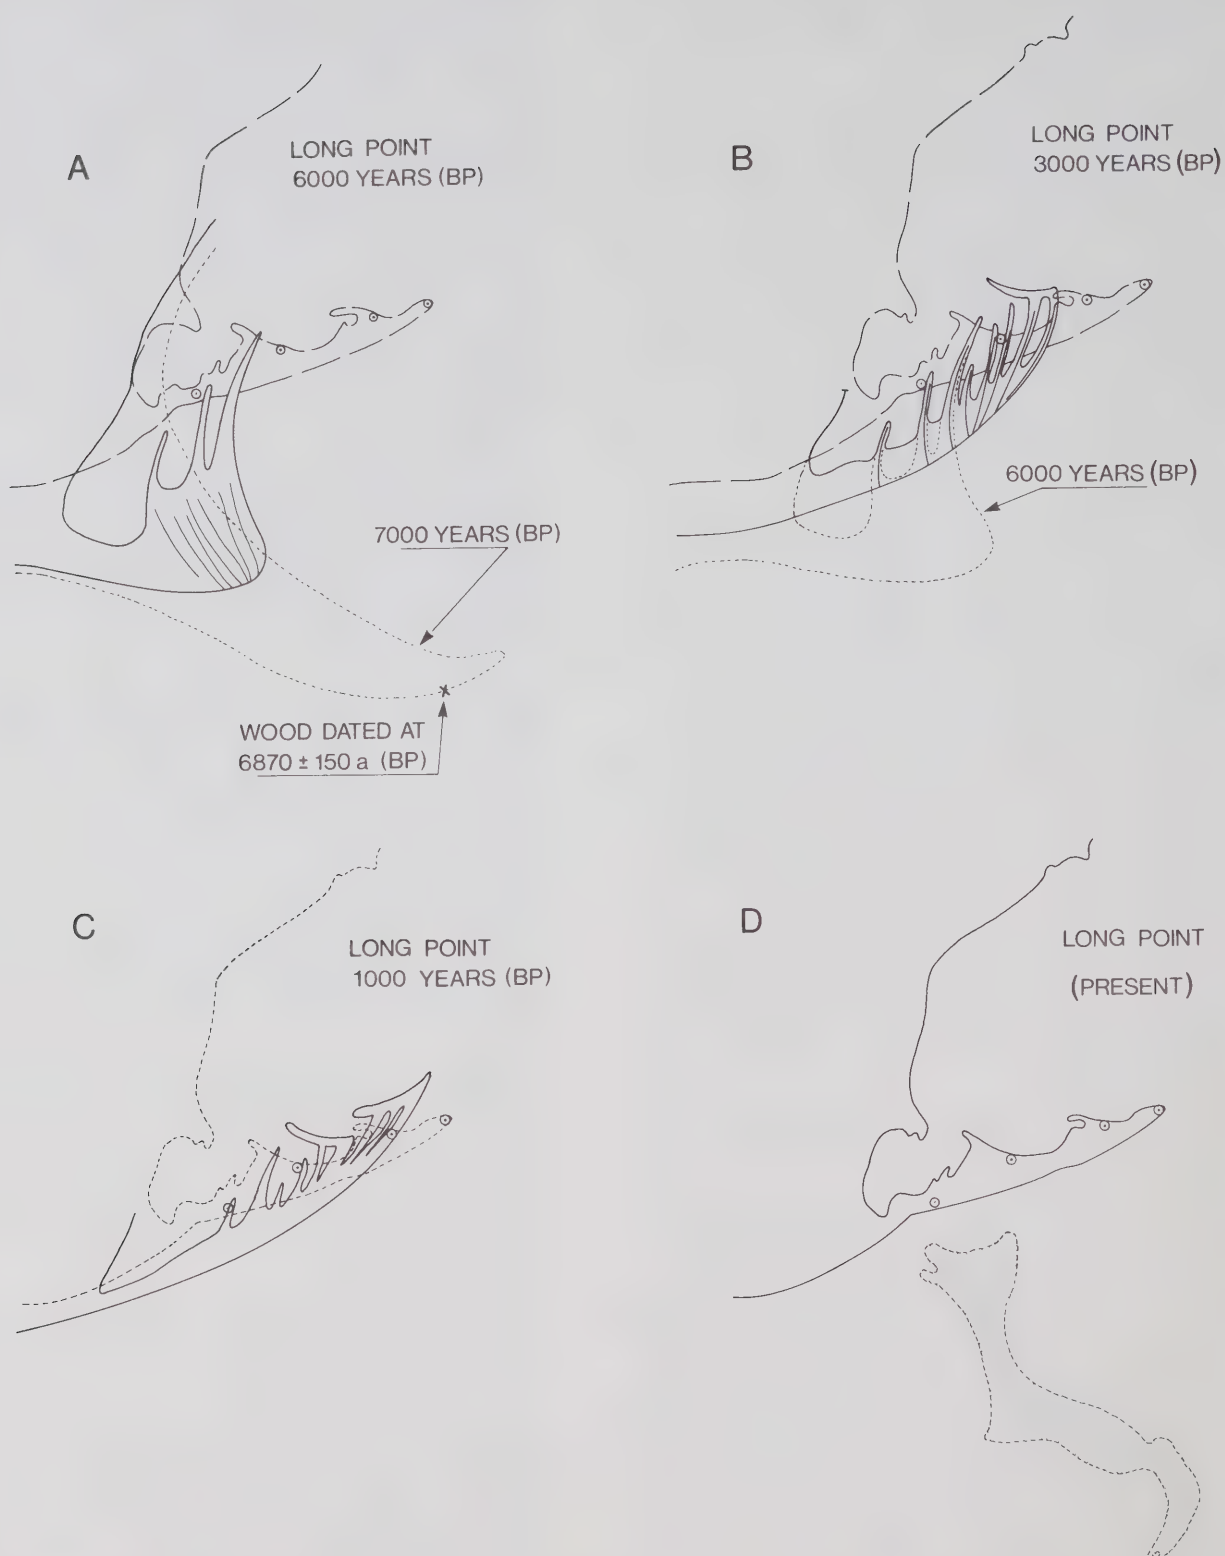 A
LONG POINT
6000 YEARS (BP)
7000 YEARS (BP)
WOOD DATED AT
6870 ± 150 a (BP)
B
LONG POINT
3000 YEARS (BP)
6000 YEARS (BP)
C
LONG POINT
1000 YEARS (BP)
D
LONG POINT
(PRESENT)